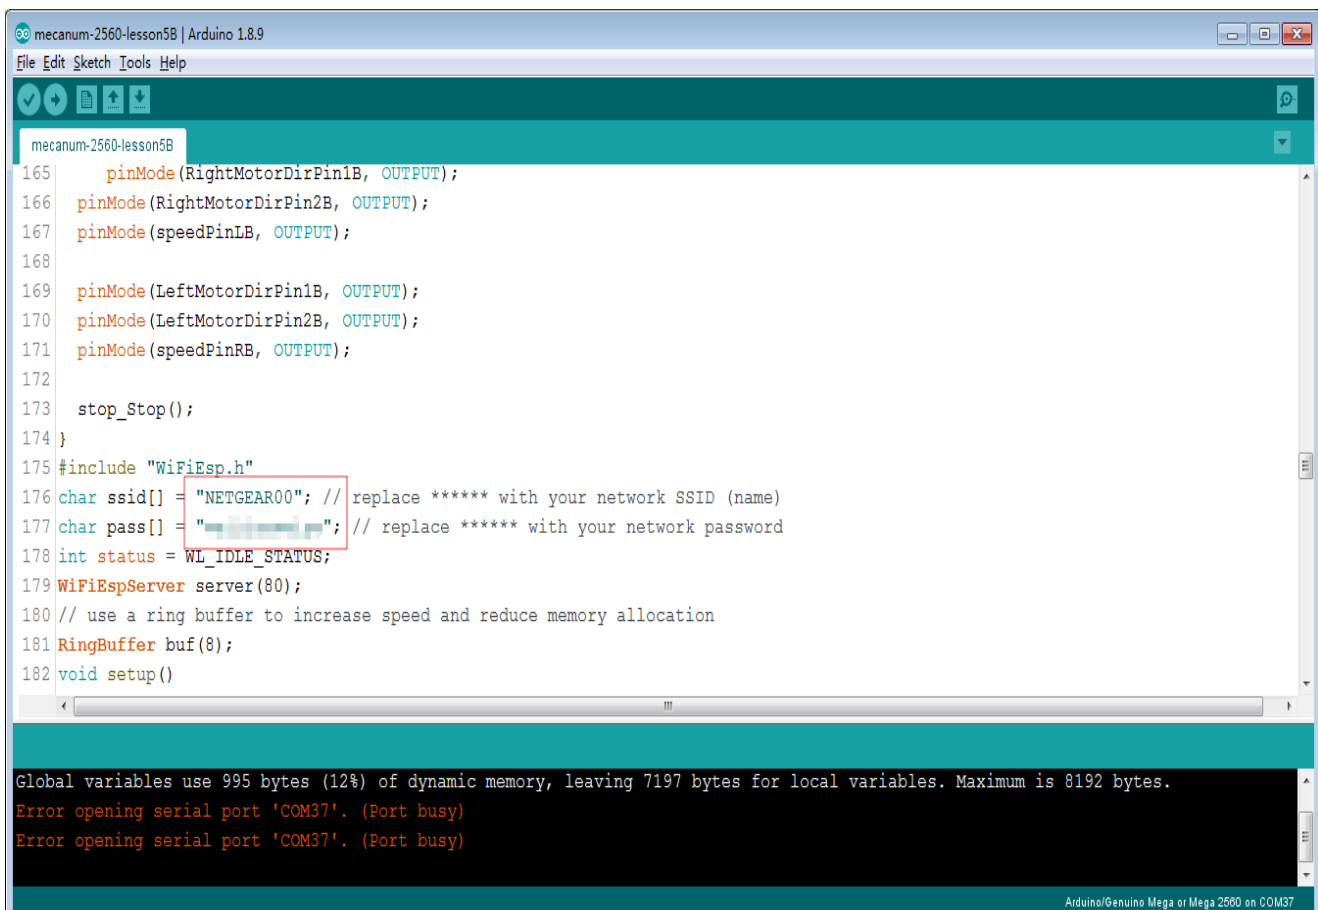 mecanum-2560-lesson5B | Arduino 1.8.9
File Edit Sketch Tools Help
mecanum-2560-lesson5B
165 pinMode(RightMotorDirPin1B, OUTPUT);
166 pinMode(RightMotorDirPin2B, OUTPUT);
167 pinMode(speedPinLB, OUTPUT);
168
169 pinMode(LeftMotorDirPin1B, OUTPUT);
170 pinMode(LeftMotorDirPin2B, OUTPUT);
171 pinMode(speedPinRB, OUTPUT);
172
173 stop_Stop();
174 }
175 #include "WiFiEsp.h"
176 char ssid[] = "NETGEAR00"; // replace ****** with your network SSID (name)
177 char pass[] = " "; // replace ****** with your network password
178 int status = WL_IDLE_STATUS;
179 WiFiEspServer server(80);
180 // use a ring buffer to increase speed and reduce memory allocation
181 RingBuffer buf(8);
182 void setup()
Global variables use 995 bytes (12%) of dynamic memory, leaving 7197 bytes for local variables. Maximum is 8192 bytes.
Error opening serial port 'COM37'. (Port busy)
Error opening serial port 'COM37'. (Port busy)
Arduino/Genuino Mega or Mega 2560 on COM37